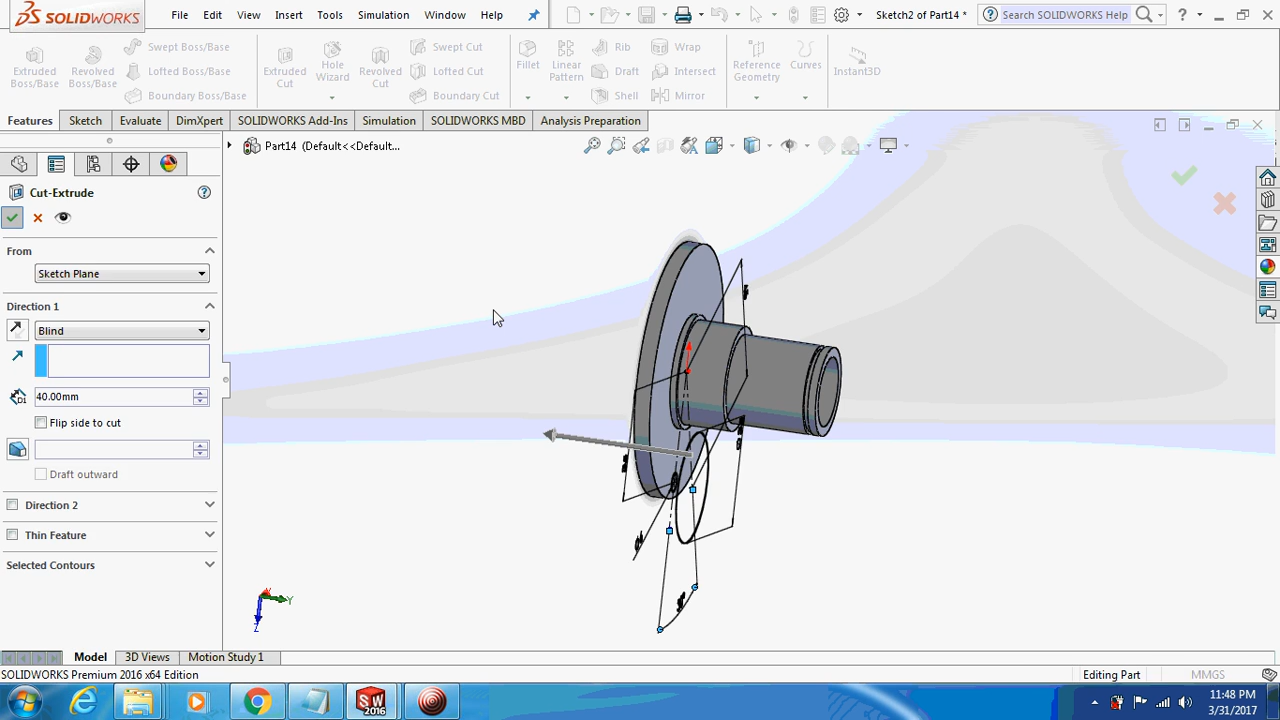 SOLIDWORKS
File Edit View Insert Tools Simulation Window Help
Sketch2 of Part14 *
Search SOLIDWORKS Help
Extruded Boss/Base
Revolved Boss/Base
Swept Boss/Base
Lofted Boss/Base
Boundary Boss/Base
Extruded Cut
Hole Wizard
Revolved Cut
Swept Cut
Lofted Cut
Boundary Cut
Fillet
Linear Pattern
Rib
Draft
Shell
Wrap
Intersect
Mirror
Reference Geometry
Curves
Instant3D
Features Sketch Evaluate DimXpert SOLIDWORKS Add-Ins Simulation SOLIDWORKS MBD Analysis Preparation
Part14 (Default<<Default...
Cut-Extrude
From
Sketch Plane
Direction 1
Blind
D1
40.00mm
Flip side to cut
Draft outward
Direction 2
Thin Feature
Selected Contours
Y
Z
Model 3D Views Motion Study 1
SOLIDWORKS Premium 2016 x64 Edition
Editing Part
MMGS
SW
2016
11:48 PM
3/31/2017